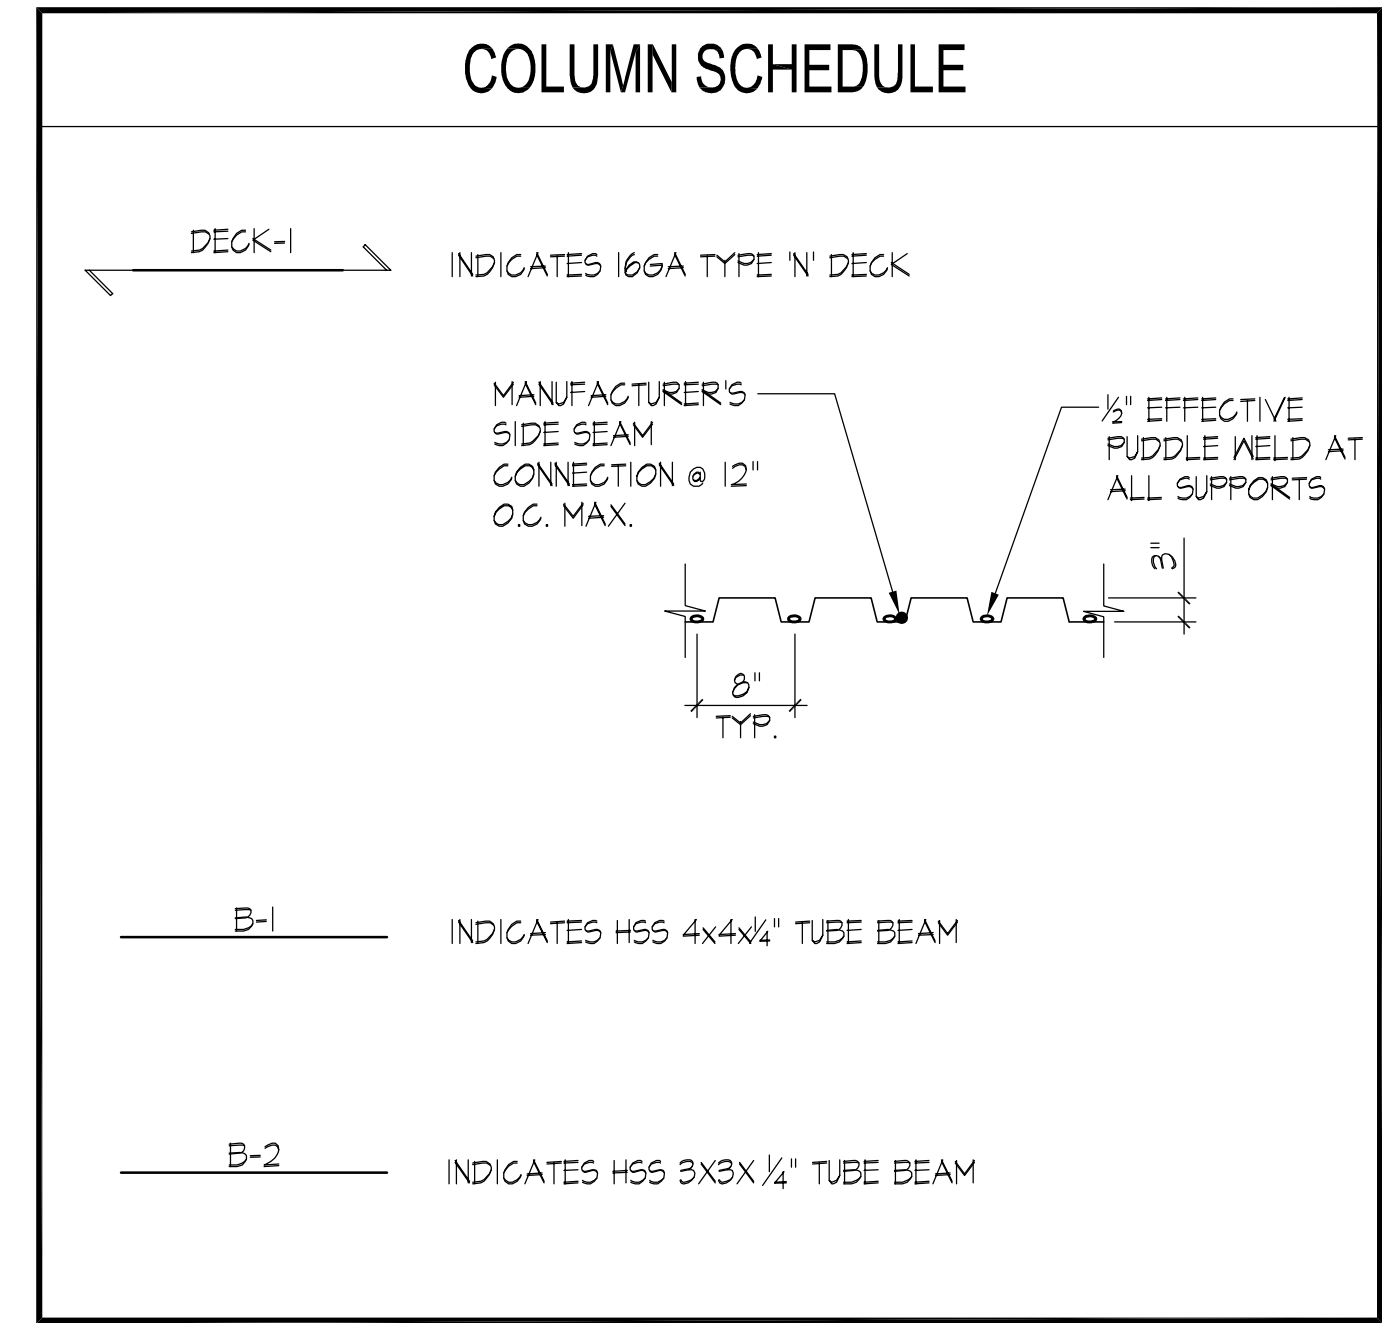 COLUMN SCHEDULE
DECK-1
INDICATES 16GA TYPE 'N' DECK
MANUFACTURER'S
SIDE SEAM
CONNECTION @ 12"
O.C. MAX.
½" EFFECTIVE
PUDDLE WELD AT
ALL SUPPORTS
3"
8"
TYP.
B-1
INDICATES HSS 4x4x¼" TUBE BEAM
B-2
INDICATES HSS 3X3X ¼" TUBE BEAM